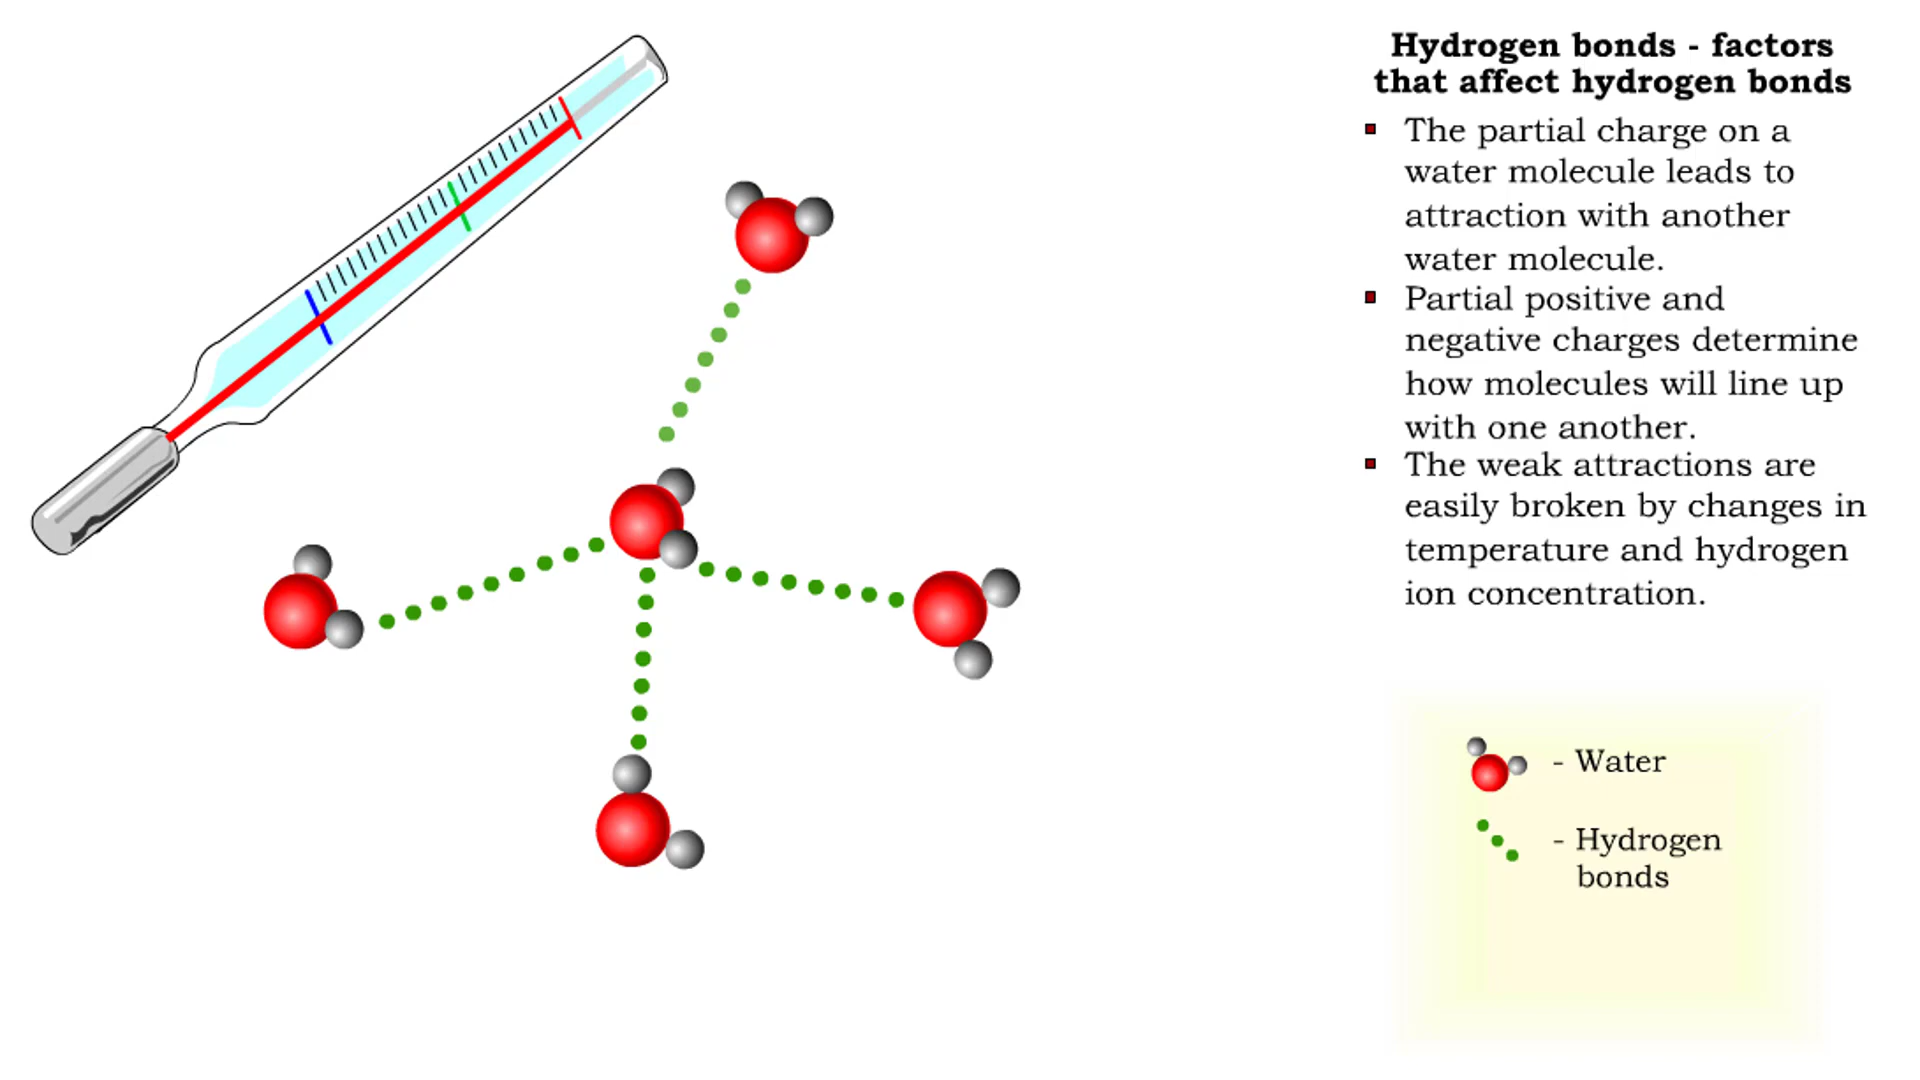 Hydrogen bonds - factors
that affect hydrogen bonds
The partial charge on a
water molecule leads to
attraction with another
water molecule.
Partial positive and
negative charges determine
how molecules will line up
with one another.
The weak attractions are
easily broken by changes in
temperature and hydrogen
ion concentration.
- Water
- Hydrogen
bonds